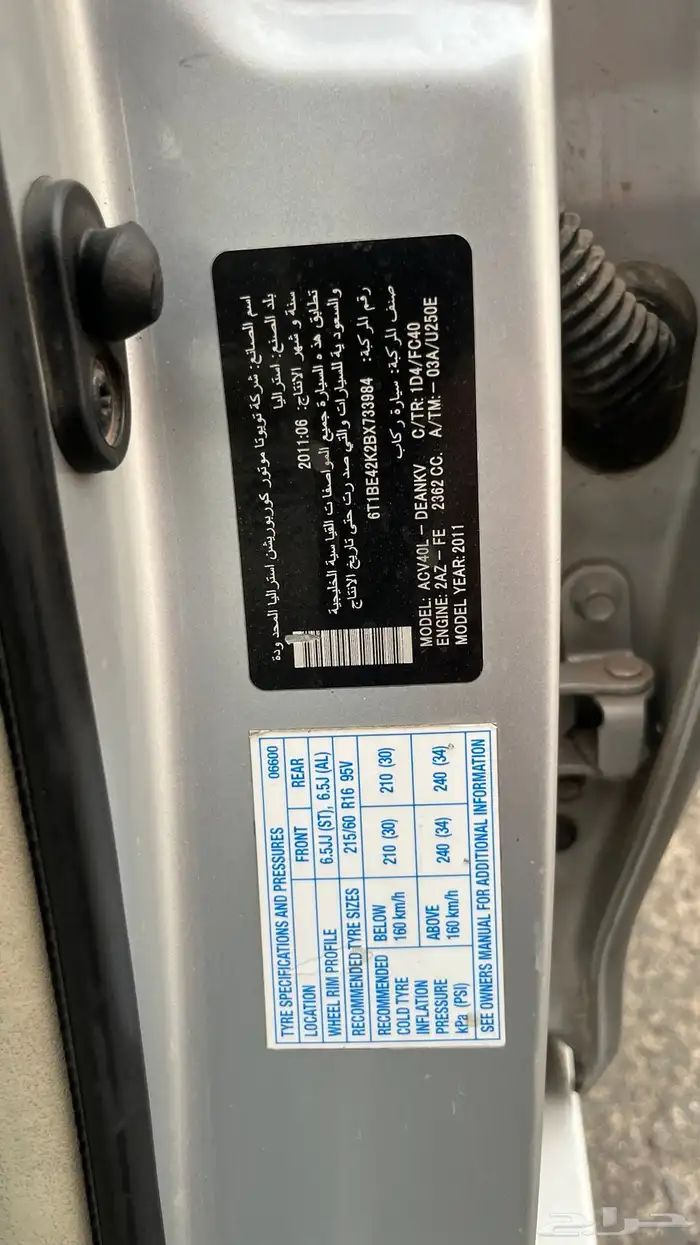 اسم الصانع: شركة تويوتا موتور كوربوريشن استراليا المحدودة
بلد الصنع: استراليا
سنة و شهر الانتاج: 2011:06
تطابق هذه السيارة جميع المواصفات القياسية الخليجية
والسعودية للسيارات والتي صدرت حتى تاريخ الانتاج
رقم المركبة: 6T1BE42K2BX733984
صنف المركبة: سيارة ركاب
MODEL: ACV40L - DEANKV C/TR: 1D4/FC40
ENGINE: 2AZ - FE 2362 CC. A/TM: - 03A/U250E
MODEL YEAR: 2011
TYRE SPECIFICATIONS AND PRESSURES 06600
LOCATION FRONT REAR
WHEEL RIM PROFILE 6.5JJ (ST), 6.5J (AL)
RECOMMENDED TYRE SIZES 215/60 R16 95V
RECOMMENDED COLD TYRE INFLATION PRESSURE kPa (PSI)
BELOW 160 km/h 210 (30) 210 (30)
ABOVE 160 km/h 240 (34) 240 (34)
SEE OWNERS MANUAL FOR ADDITIONAL INFORMATION
حراج